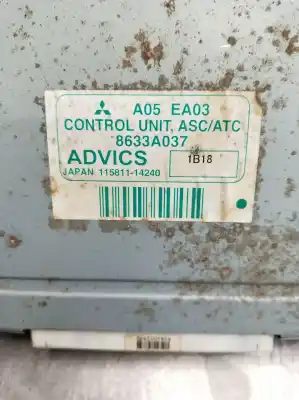 A05 EA03
CONTROL UNIT, ASC/ATC
8633A037
ADVICS 1B18
JAPAN 115811-14240